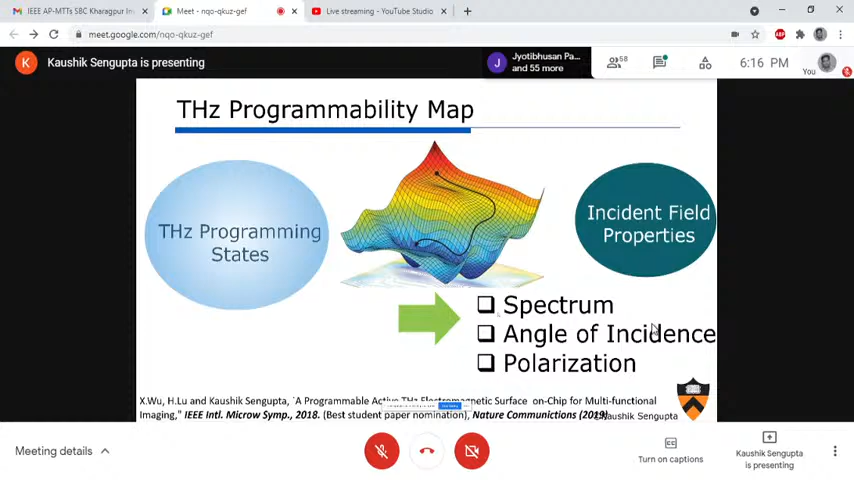 IEEE AP-MTTs SBC Kharagpur In
Meet - nqo-qkuz-gef
Live streaming - YouTube Studio
meet.google.com/nqo-qkuz-gef
ABP
K Kaushik Sengupta is presenting
J Jyotibhusan Pa...
and 55 more
58
6:16 PM
You
THz Programmability Map
THz Programming
States
Incident Field
Properties
Spectrum
Angle of Incidence
Polarization
X.Wu, H.Lu and Kaushik Sengupta, `A Programmable Active THz Electromagnetic Surface on-Chip for Multi-functional
Imaging," IEEE Intl. Microw Symp., 2018. (Best student paper nomination), Nature Communctions (2019)
Kaushik Sengupta
Meeting details
Turn on captions
Kaushik Sengupta
is presenting